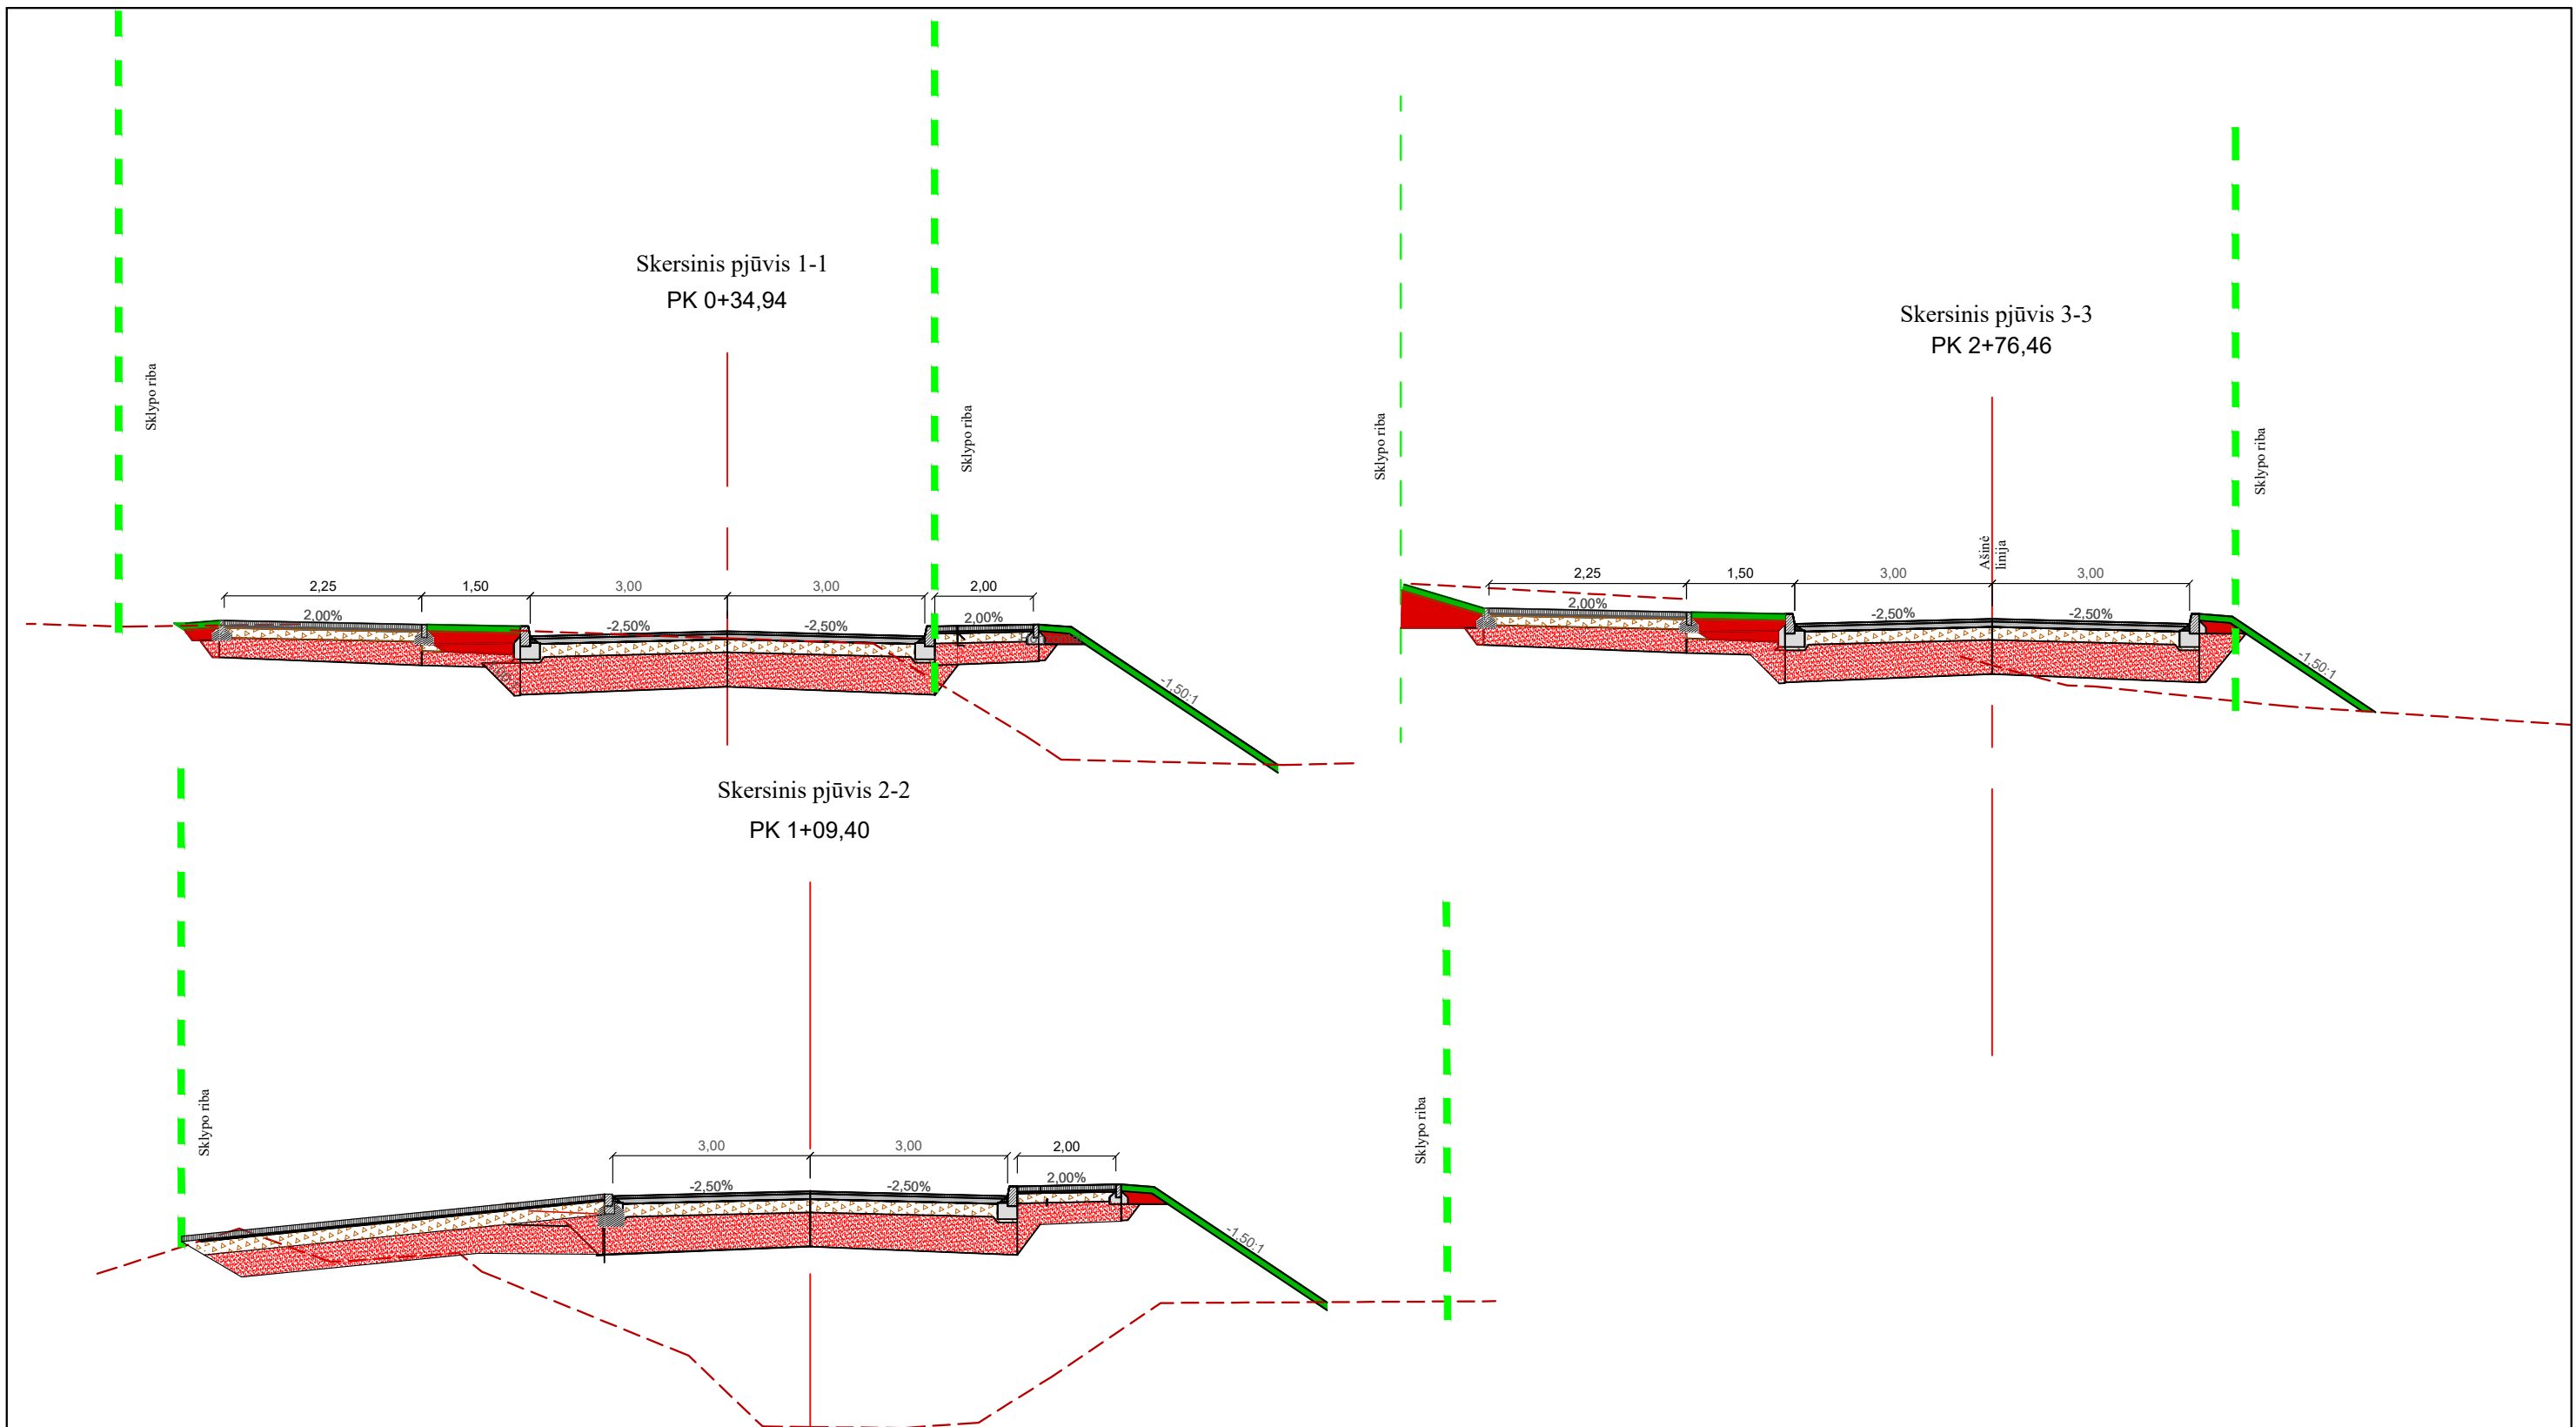 Skersinis pjūvis 1-1
PK 0+34,94
Sklypo riba
Sklypo riba
2,25
1,50
3,00
3,00
2,00
2,00%
-2,50%
-2,50%
2,00%
-1,50:1
Skersinis pjūvis 3-3
PK 2+76,46
Sklypo riba
Sklypo riba
Ašinė
linija
2,25
1,50
3,00
3,00
2,00%
-2,50%
-2,50%
-1,50:1
Skersinis pjūvis 2-2
PK 1+09,40
Sklypo riba
Sklypo riba
3,00
3,00
2,00
-2,50%
-2,50%
2,00%
-1,50:1